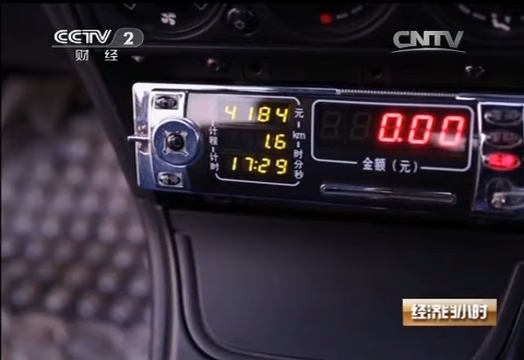 CCTV 2
财 经
CNTV
4184 元
计程 1.6 km
计时 17:29 时分秒
0.00
金额（元）
经济半小时